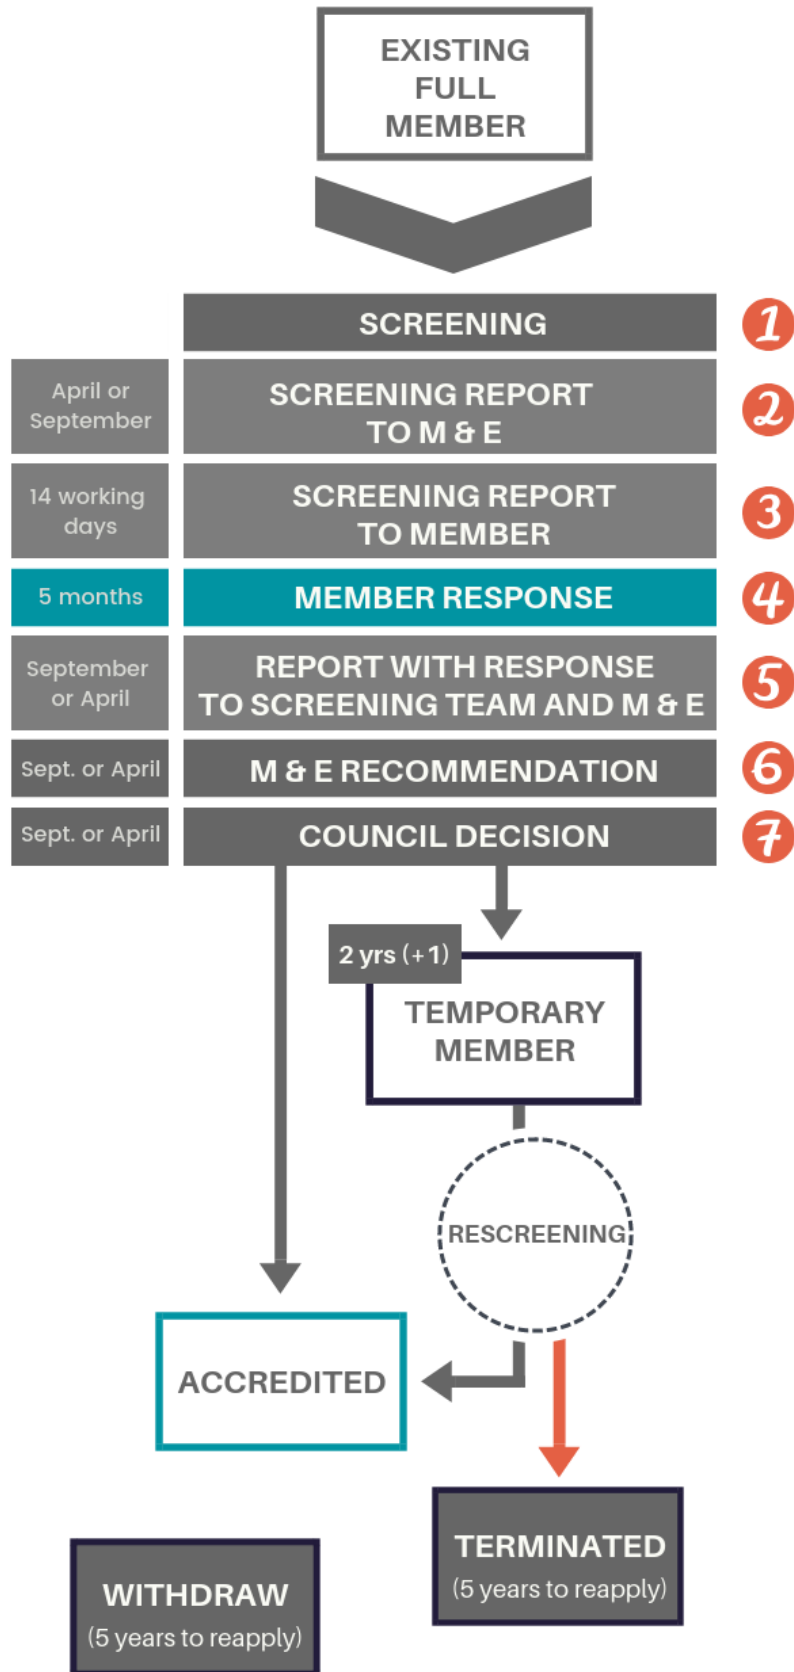 EXISTING
FULL
MEMBER
SCREENING
1
April or
September
SCREENING REPORT
TO M & E
2
14 working
days
SCREENING REPORT
TO MEMBER
3
5 months
MEMBER RESPONSE
4
September
or April
REPORT WITH RESPONSE
TO SCREENING TEAM AND M & E
5
Sept. or April
M & E RECOMMENDATION
6
Sept. or April
COUNCIL DECISION
7
2 yrs (+1)
TEMPORARY
MEMBER
RESCREENING
ACCREDITED
TERMINATED
(5 years to reapply)
WITHDRAW
(5 years to reapply)